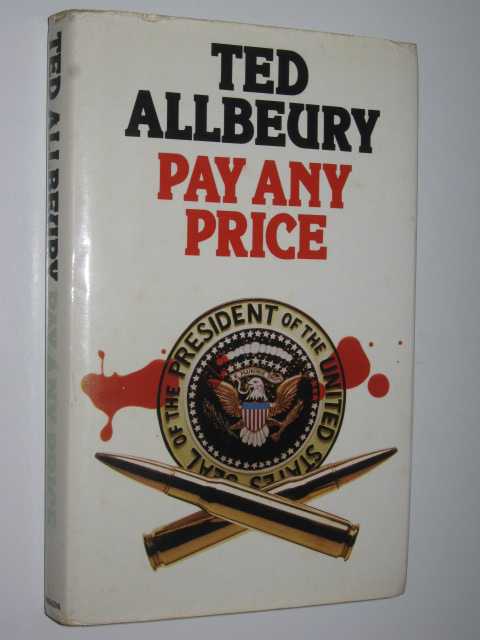 TED
ALLBEURY
PAY ANY
PRICE
SEAL OF THE PRESIDENT OF THE UNITED STATES
TED ALLBEURY PAY ANY PRICE